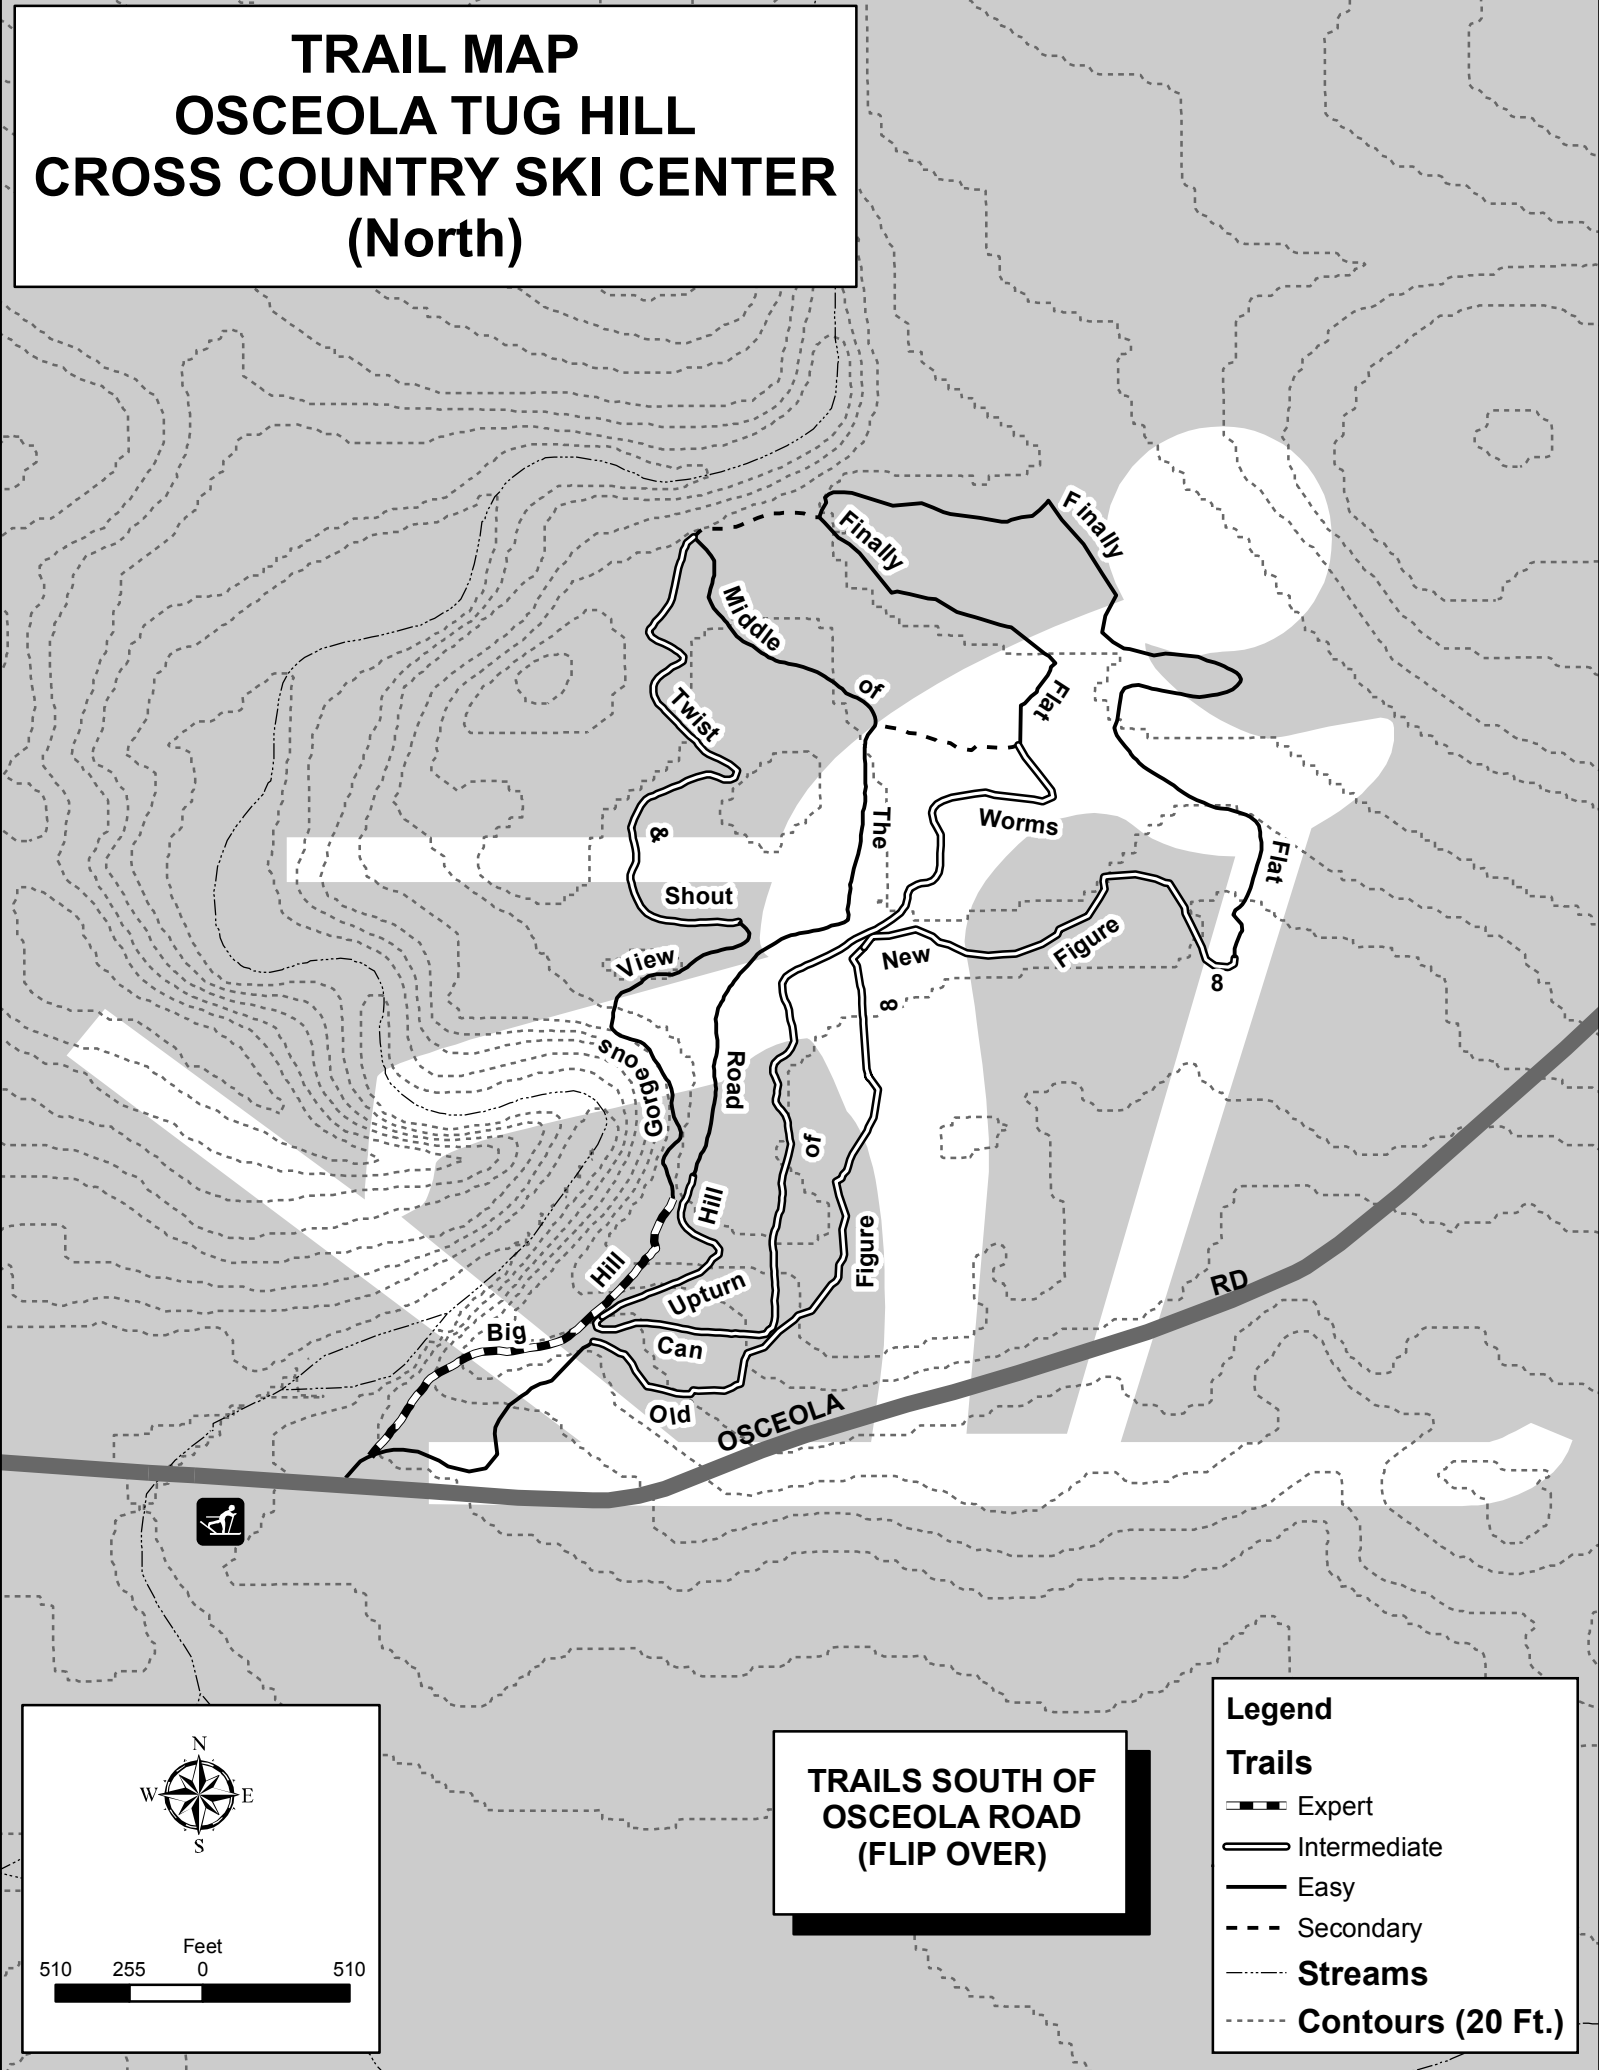 TRAIL MAP
OSCEOLA TUG HILL
CROSS COUNTRY SKI CENTER
(North)
Finally
Finally
Middle
of
Flat
Twist
The
Worms
&
Flat
Shout
View
New
Figure
8
8
Gorgeous
Road
of
Hill
Figure
Hill
Upturn
RD
Big
Can
Old
OSCEOLA
N
W
E
S
Feet
510 255 0 510
TRAILS SOUTH OF
OSCEOLA ROAD
(FLIP OVER)
Legend
Trails
Expert
Intermediate
Easy
Secondary
Streams
Contours (20 Ft.)